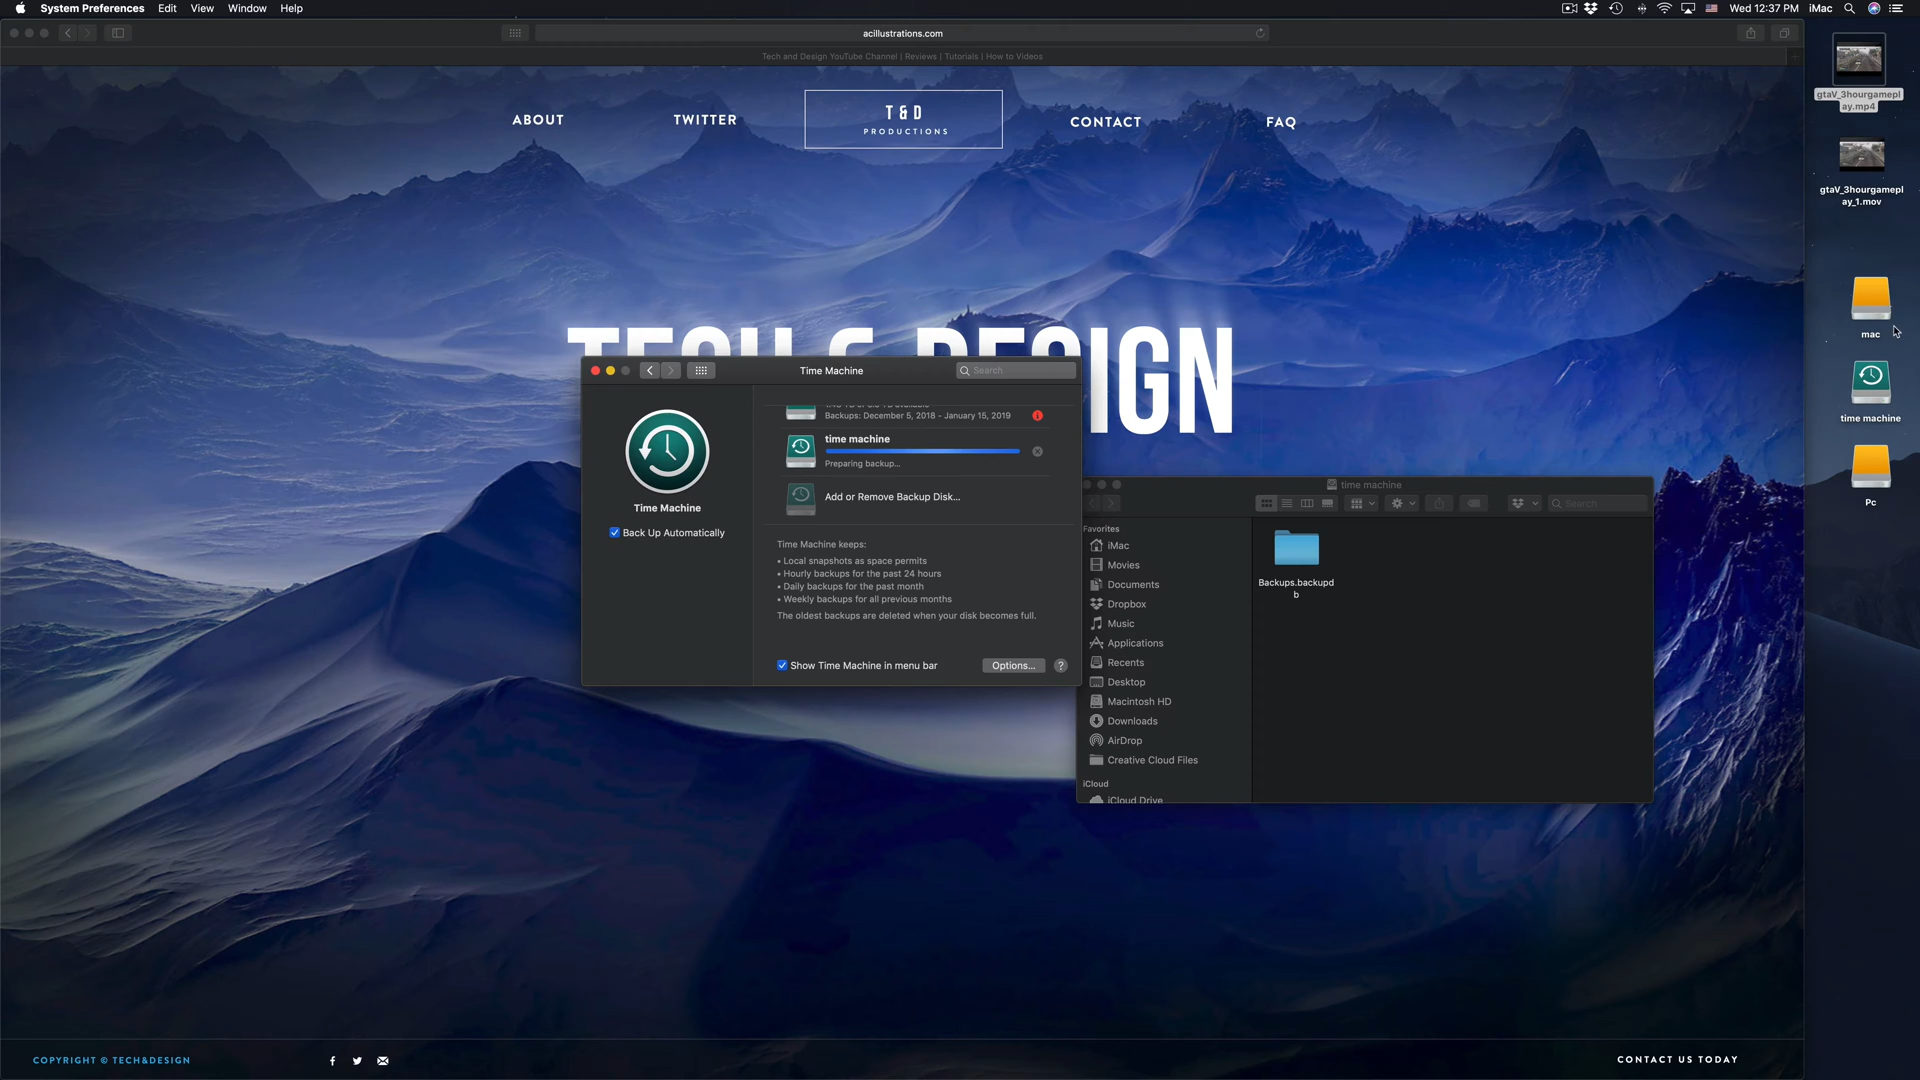 System Preferences Edit View Window Help
Wed 12:37 PM iMac
acillustrations.com
Tech and Design YouTube Channel | Reviews | Tutorials | How to Videos
ABOUT
TWITTER
T & D
PRODUCTIONS
CONTACT
FAQ
TECH & DESIGN
gtaV_3hourgamepl
ay.mp4
gtaV_3hourgamepl
ay_1.mov
mac
time machine
Pc
Time Machine
Search
Time Machine
Back Up Automatically
Backups: December 5, 2018 - January 15, 2019
time machine
Preparing backup...
Add or Remove Backup Disk...
Time Machine keeps:
• Local snapshots as space permits
• Hourly backups for the past 24 hours
• Daily backups for the past month
• Weekly backups for all previous months
The oldest backups are deleted when your disk becomes full.
Show Time Machine in menu bar
Options...
?
time machine
Search
Favorites
iMac
Movies
Documents
Dropbox
Music
Applications
Recents
Desktop
Macintosh HD
Downloads
AirDrop
Creative Cloud Files
iCloud
iCloud Drive
Backups.backupd
b
COPYRIGHT © TECH&DESIGN
CONTACT US TODAY